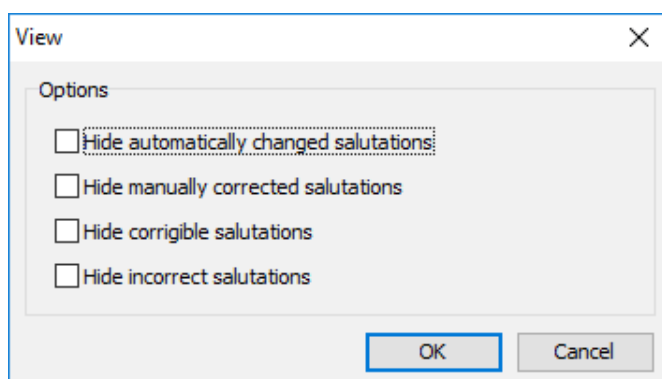 View
Options
Hide automatically changed salutations
Hide manually corrected salutations
Hide corrigible salutations
Hide incorrect salutations
OK Cancel